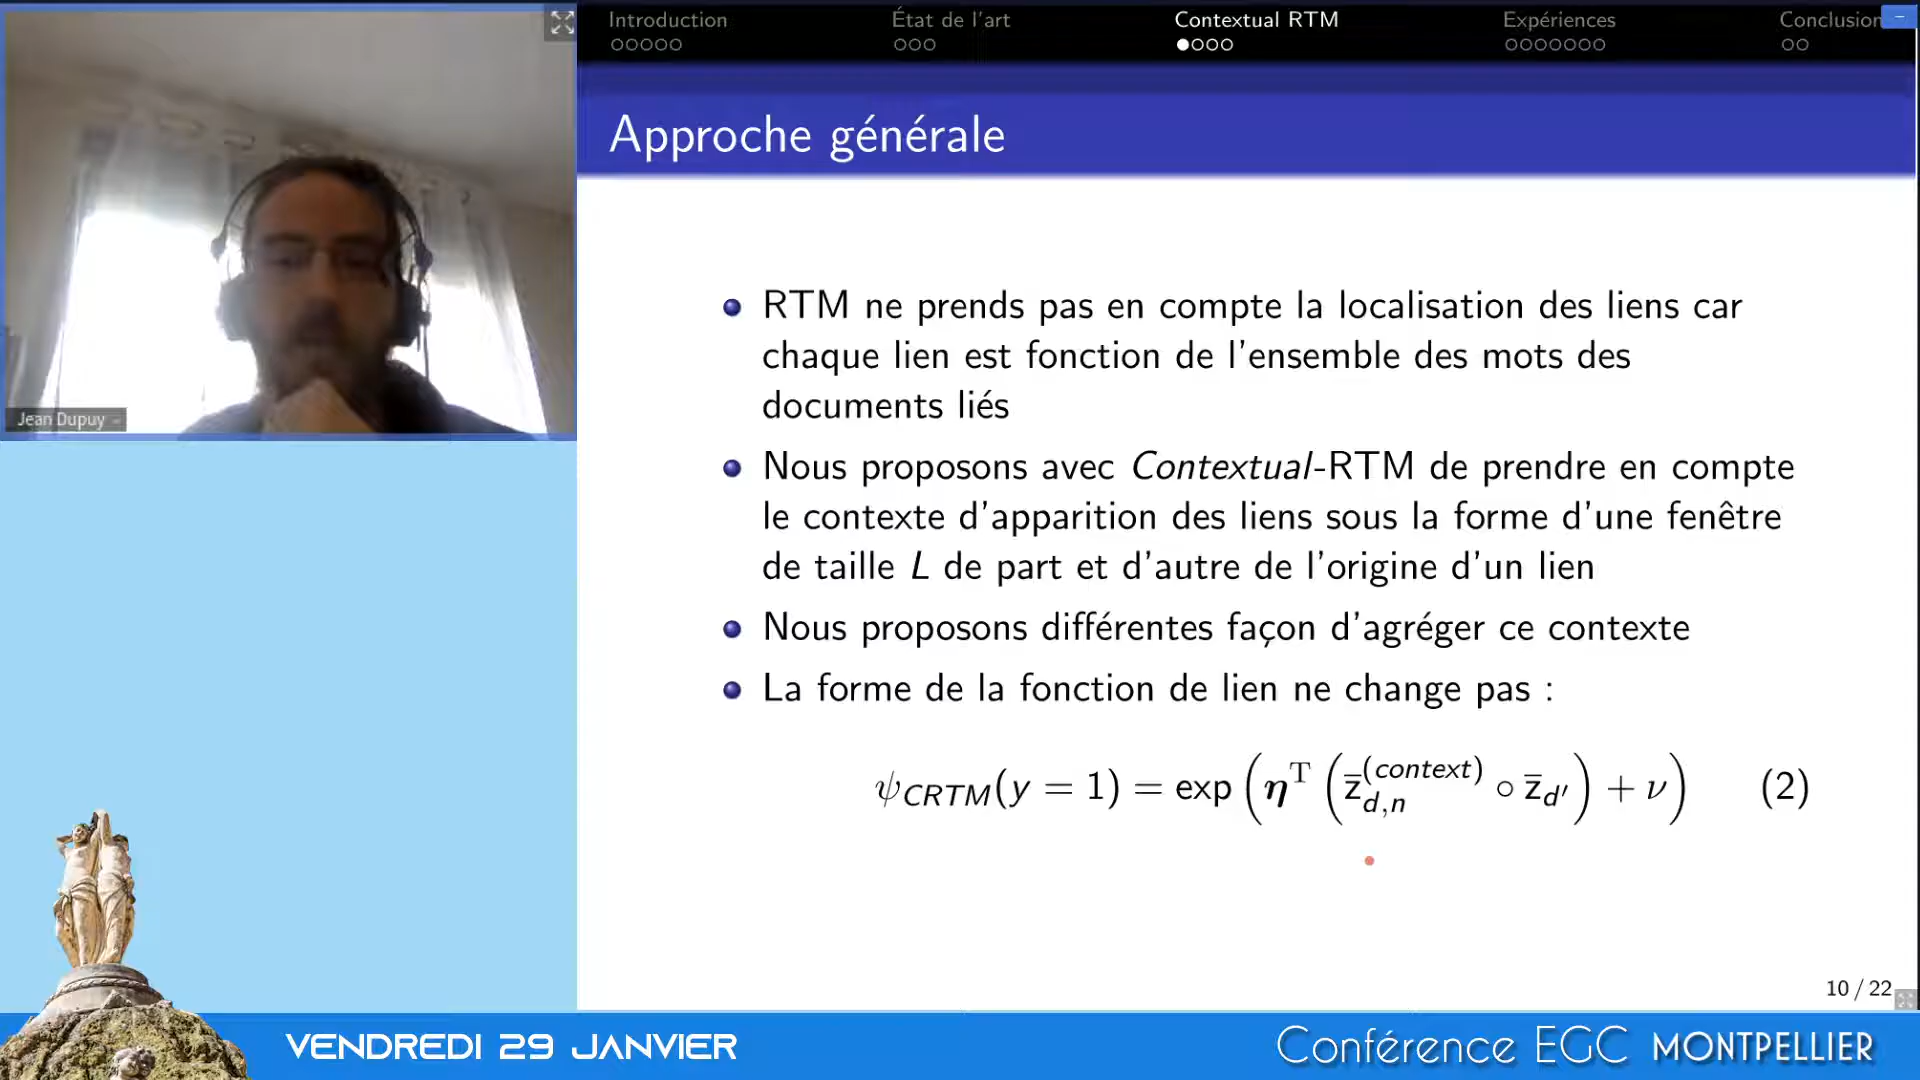 Introduction
État de l'art
Contextual RTM
Expériences
Conclusion
Approche générale
Jean Dupuy
• RTM ne prends pas en compte la localisation des liens car
chaque lien est fonction de l'ensemble des mots des
documents liés
• Nous proposons avec Contextual-RTM de prendre en compte
le contexte d'apparition des liens sous la forme d'une fenêtre
de taille L de part et d'autre de l'origine d'un lien
• Nous proposons différentes façon d'agréger ce contexte
• La forme de la fonction de lien ne change pas :
ψ_CRTM(y = 1) = exp(η^T(z̄_{d,n}^{(context)} ∘ z̄_{d′}) + ν) (2)
10 / 22
VENDREDI 29 JANVIER
Conférence EGC MONTPELLIER